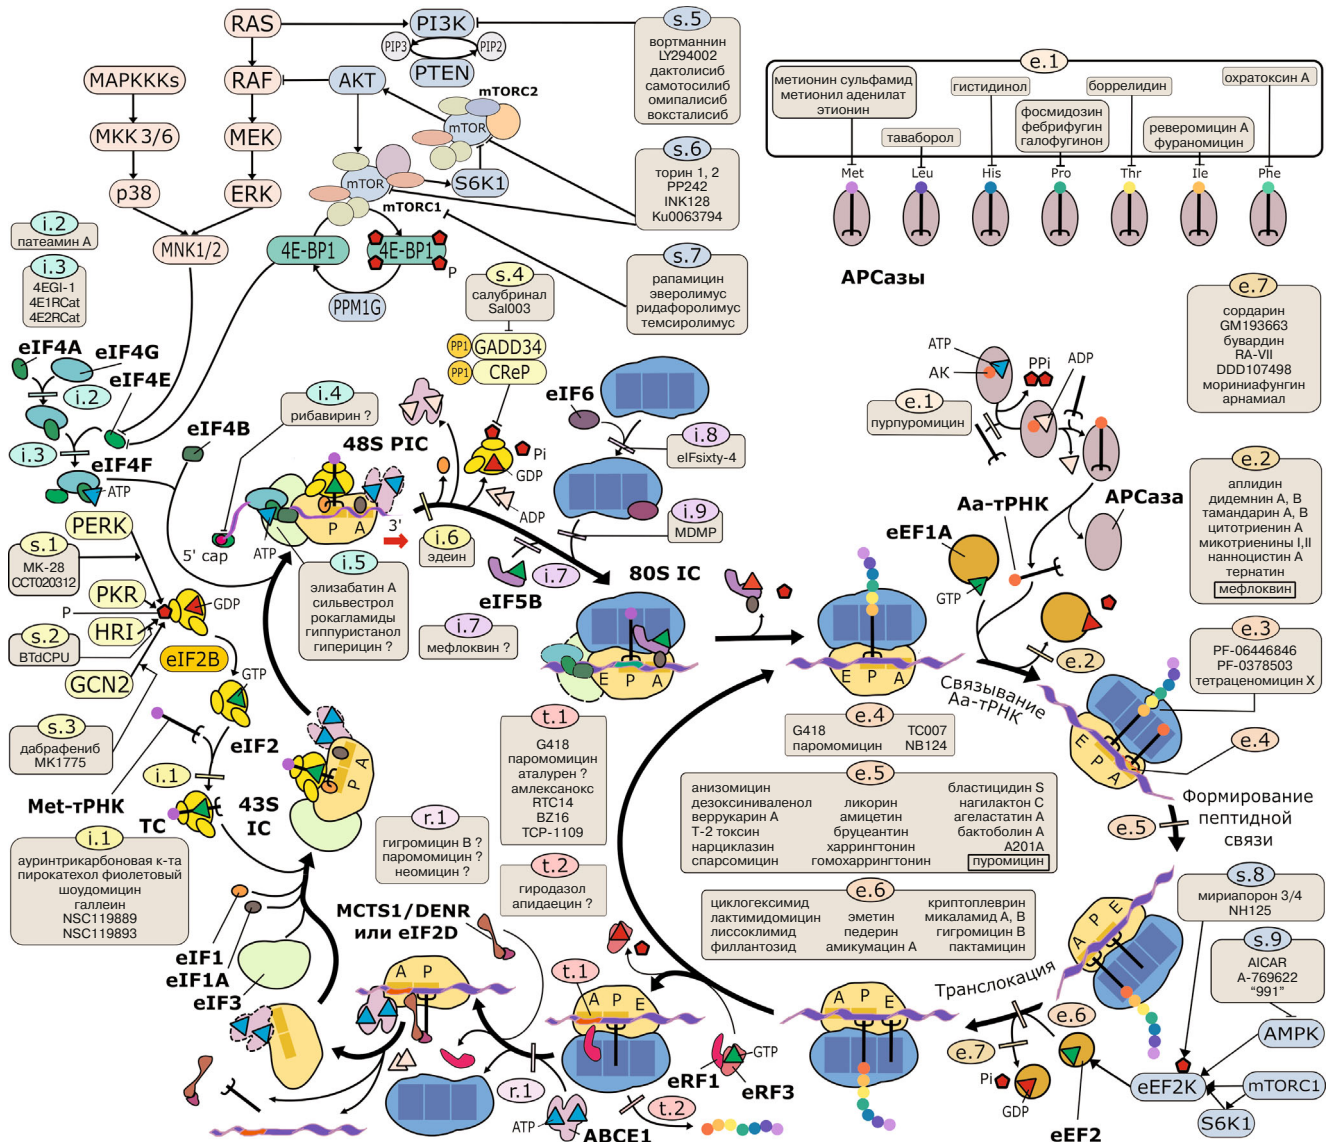 RAS
PI3K
PIP3
PIP2
PTEN
MAPKKKs
RAF
AKT
mTORC2
mTOR
MKK3/6
MEK
S6K1
p38
ERK
mTOR
mTORC1
MNK1/2
4E-BP1
4E-BP1
P
PPM1G
s.5
вортманнин
LY294002
дактолисиб
самотосилиб
омипалисиб
воксталисиб
s.6
торин 1, 2
PP242
INK128
Ku0063794
s.7
рапамицин
эверолимус
ридафоролимус
темсиролимус
e.1
метионин сульфамид
метионил аденилат
этионин
таваборол
гистидинол
фосмидозин
фебрифугин
галофугинон
боррелидин
реверомицин А
фураномицин
охратоксин А
Met
Leu
His
Pro
Thr
Ile
Phe
АРСазы
i.2
патеамин А
i.3
4EGI-1
4E1RCat
4E2RCat
eIF4A
eIF4G
i.2
eIF4E
i.3
eIF4F
ATP
eIF4B
i.4
рибавирин ?
48S PIC
s.4
салубринал
Sal003
PP1
GADD34
PP1
CReP
Pi
GDP
ADP
P A
3'
5' cap
ATP
i.5
элизабатин А
сильвестрол
рокагламиды
гиппуристанол
гиперицин ?
i.6
эдеин
eIF6
i.8
eIFsixty-4
i.9
MDMP
i.7
eIF5B
i.7
мефлоквин ?
80S IC
E P A
PERK
s.1
MK-28
CCT020312
PKR
P
HRI
s.2
BTdCPU
GCN2
GDP
eIF2B
GTP
eIF2
s.3
дабрафениб
MK1775
i.1
Met-тРНК
TC
43S
IC
P A
i.1
ауринтрикарбоновая к-та
пирокатехол фиолетовый
шоудомицин
галлеин
NSC119889
NSC119893
eIF1
eIF1A
eIF3
e.1
пурпуромицин
ATP
АК
PPi
ADP
АРСаза
Аа-тРНК
eEF1A
GTP
e.2
E P A
Связывание
Аа-тРНК
e.7
сордарин
GM193663
бувардин
RA-VII
DDD107498
мориниафунгин
арнамиал
e.2
аплидин
дидемнин А, В
тамандарин А, В
цитотриенин А
микотриенины I,II
нанноцистин А
тернатин
мефлоквин
e.3
PF-06446846
PF-0378503
тетраценомицин Х
e.4
E P A
Формирование
пептидной
связи
e.5
e.4
G418 TC007
паромомицин NB124
e.5
анизомицин
дезоксиниваленол
веррукарин А
Т-2 токсин
нарциклазин
спарсомицин
ликорин
амицетин
бруцеантин
харрингтонин
гомохаррингтонин
бластицидин S
нагилактон С
агеластатин А
бактоболин А
A201A
пуромицин
e.6
циклогексимид
лактимидомицин
лиссоклимид
филлантозид
эметин
педерин
амикумацин А
криптоплеврин
микаламид А, В
гигромицин В
пактамицин
t.1
G418
паромомицин
аталурен ?
амлексанокс
RTC14
BZ16
TCP-1109
t.2
гиродазол
апидаецин ?
r.1
гигромицин В ?
паромомицин ?
неомицин ?
MCTS1/DENR
или eIF2D
A P
r.1
ATP
ABCE1
t.1
A P E
eRF1
GTP
eRF3
t.2
A P E
Транслокация
A P E
e.6
e.7
Pi
GDP
eEF2
s.8
мириапорон 3/4
NH125
s.9
AICAR
A-769622
“991”
AMPK
eEF2K
mTORC1
S6K1